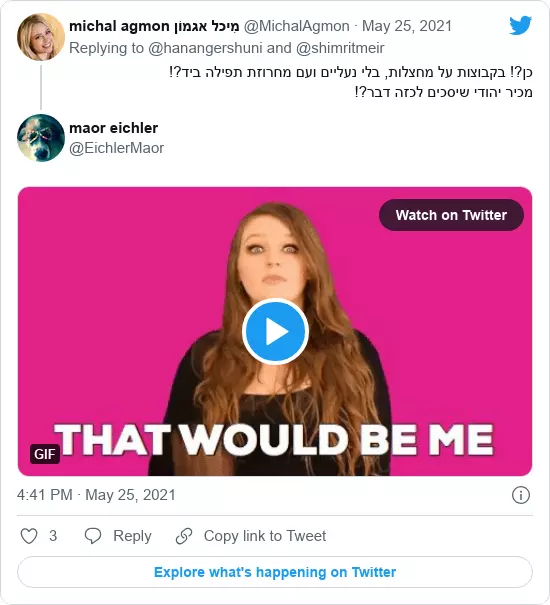 michal agmon מיכל אגמון @MichalAgmon · May 25, 2021
Replying to @hanangershuni and @shimritmeir
כן?! בקבוצות על מחצלות, בלי נעליים ועם מחרוזת תפילה ביד?!
מכיר יהודי שיסכים לכזה דבר?!
maor eichler
@EichlerMaor
Watch on Twitter
THAT WOULD BE ME
GIF
4:41 PM · May 25, 2021
3 Reply Copy link to Tweet
Explore what's happening on Twitter